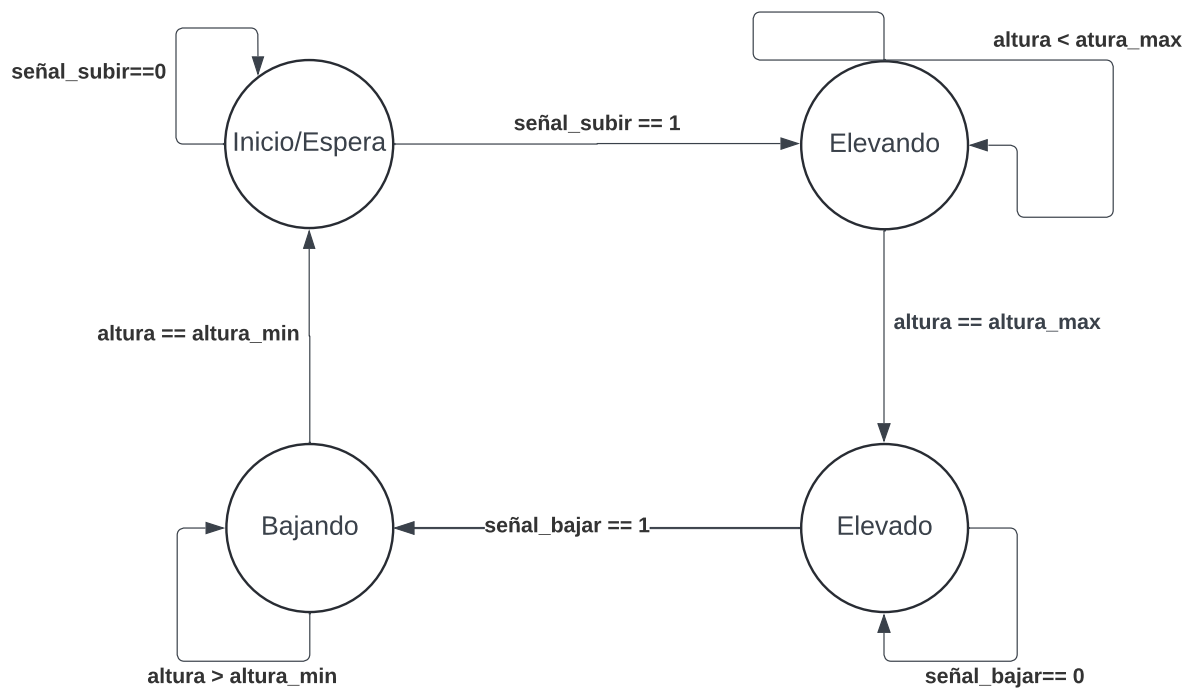 altura < atura_max
señal_subir==0
señal_subir == 1
Inicio/Espera
Elevando
altura == altura_min
altura == altura_max
Bajando
señal_bajar == 1
Elevado
altura > altura_min
señal_bajar== 0